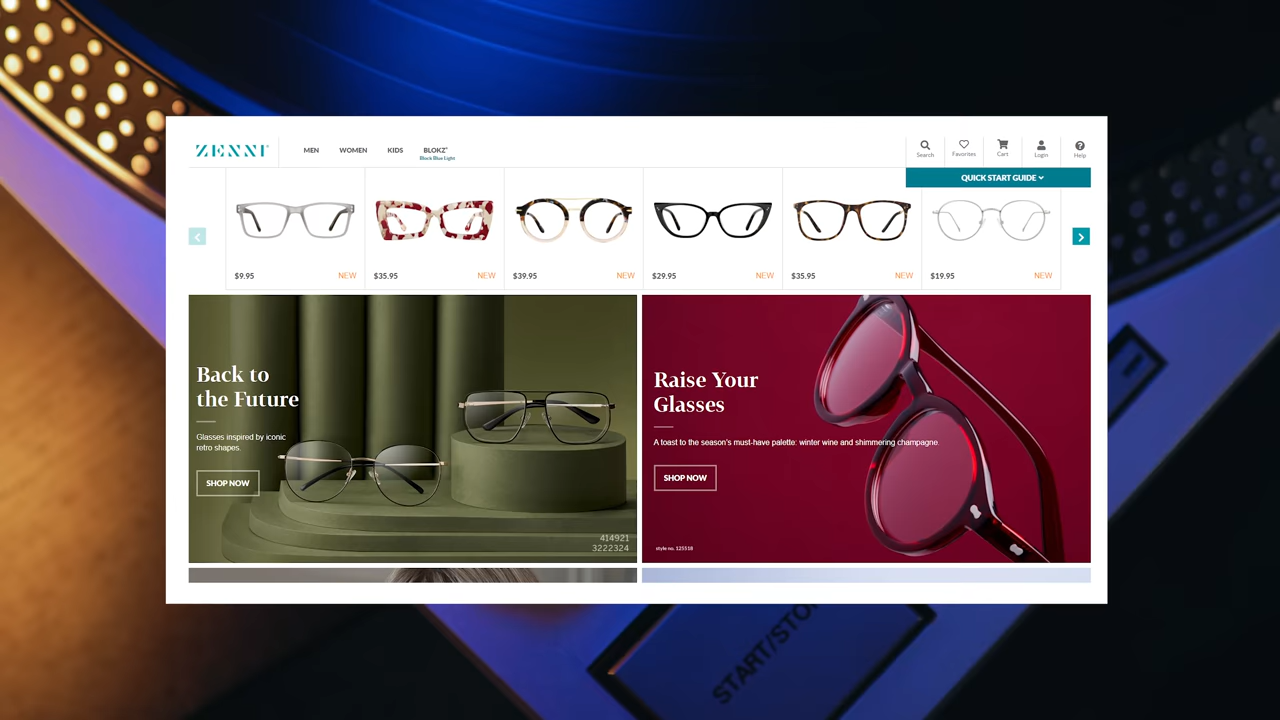 ZENNI®
MEN
WOMEN
KIDS
BLOKZ®
Block Blue Light
Search
Favorites
Cart
Login
Help
QUICK START GUIDE
$9.95
NEW
$35.95
NEW
$39.95
NEW
$29.95
NEW
$35.95
NEW
$19.95
NEW
Back to
the Future
Glasses inspired by iconic
retro shapes.
SHOP NOW
414921
3222324
Raise Your
Glasses
A toast to the season's must-have palette: winter wine and shimmering champagne.
SHOP NOW
style no. 125518
START/STOP